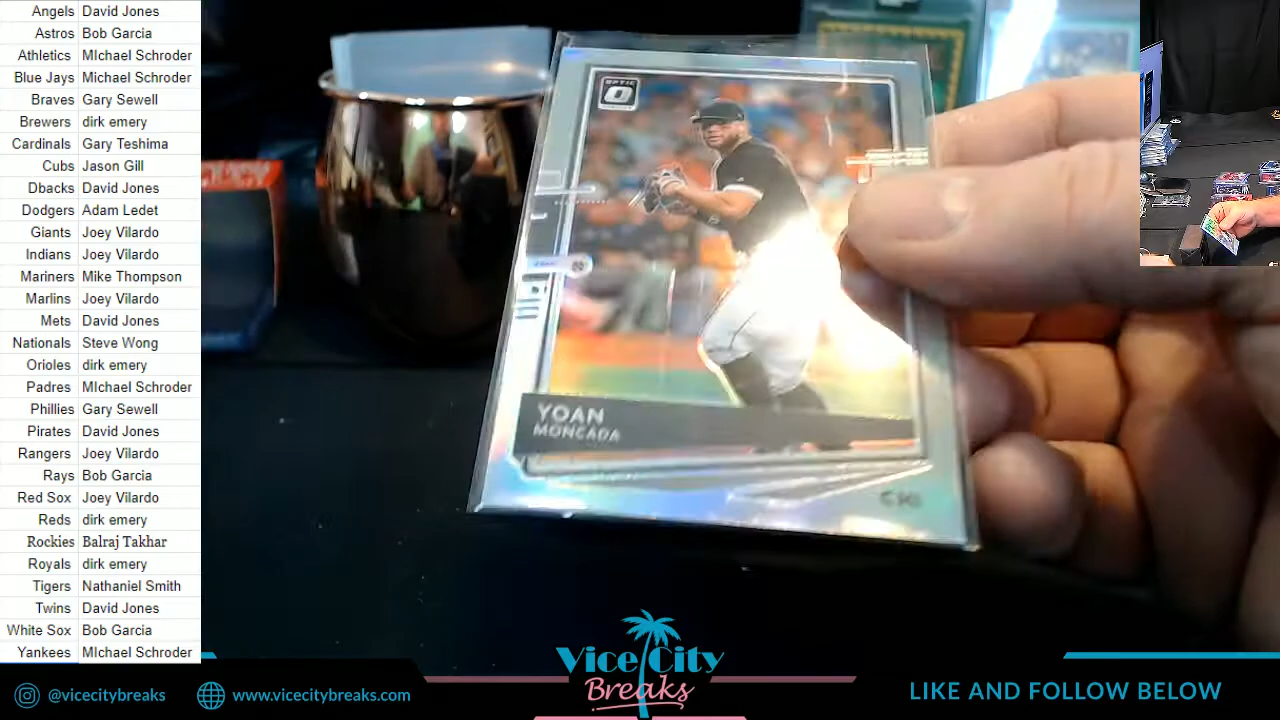 Angels David Jones
Astros Bob Garcia
Athletics MIchael Schroder
Blue Jays Michael Schroder
Braves Gary Sewell
Brewers dirk emery
Cardinals Gary Teshima
Cubs Jason Gill
Dbacks David Jones
Dodgers Adam Ledet
Giants Joey Vilardo
Indians Joey Vilardo
Mariners Mike Thompson
Marlins Joey Vilardo
Mets David Jones
Nationals Steve Wong
Orioles dirk emery
Padres MIchael Schroder
Phillies Gary Sewell
Pirates David Jones
Rangers Joey Vilardo
Rays Bob Garcia
Red Sox Joey Vilardo
Reds dirk emery
Rockies Balraj Takhar
Royals dirk emery
Tigers Nathaniel Smith
Twins David Jones
White Sox Bob Garcia
Yankees MIchael Schroder
OPTIC
YOAN
MONCADA
CHI
Vice City
Breaks
@vicecitybreaks
www.vicecitybreaks.com
LIKE AND FOLLOW BELOW